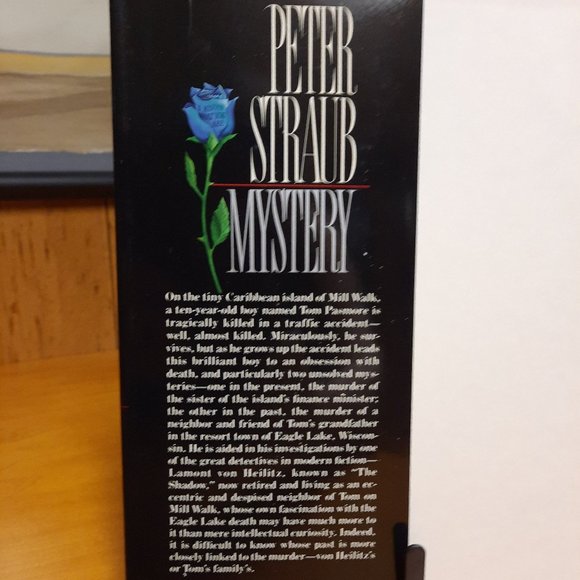 PETER
STRAUB
MYSTERY
On the tiny Caribbean island of Mill Walk,
a ten-year-old boy named Tom Pasmore is
tragically killed in a traffic accident—
well, almost killed. Miraculously, he sur-
vives, but as he grows up the accident leads
this brilliant boy to an obsession with
death, and particularly two unsolved mys-
teries—one in the present, the murder of
the sister of the island's finance minister;
the other in the past, the murder of a
neighbor and friend of Tom's grandfather
in the resort town of Eagle Lake, Wiscon-
sin. He is aided in his investigations by one
of the great detectives in modern fiction—
Lamont von Heilitz, known as "The
Shadow," now retired and living as an ec-
centric and despised neighbor of Tom on
Mill Walk, whose own fascination with the
Eagle Lake death may have much more to
it than mere intellectual curiosity. Indeed,
it is difficult to know whose past is more
closely linked to the murder—von Heilitz's
or Tom's family's.